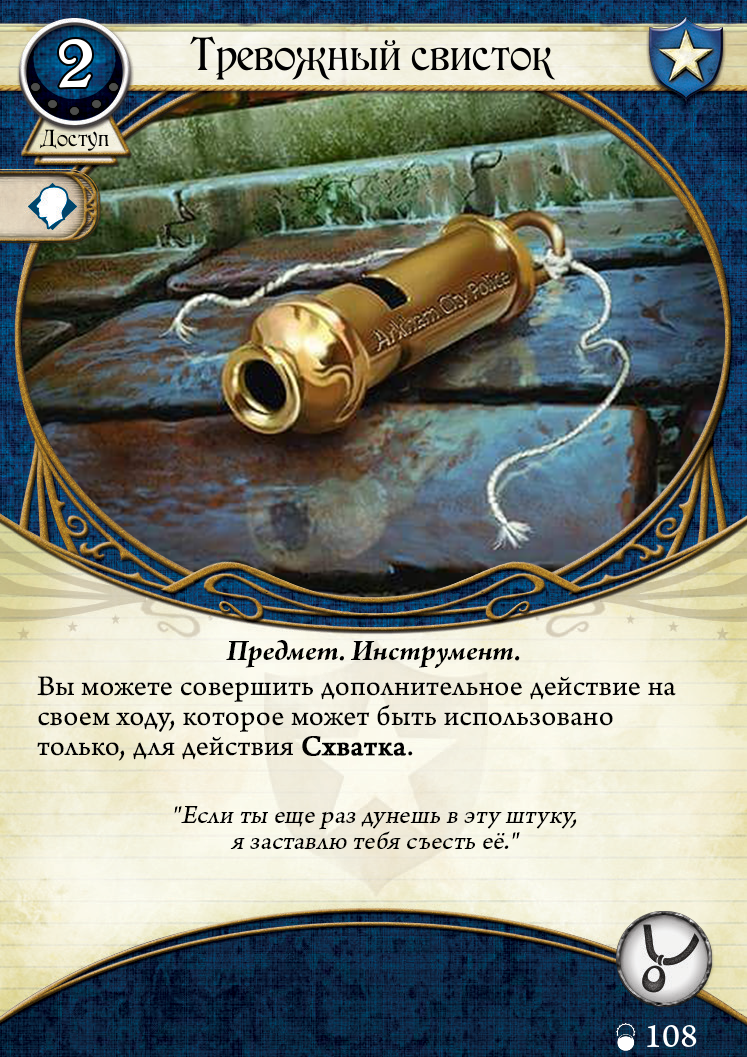 2
Тревожный свисток
Доступ
Arkham City Police
Предмет. Инструмент.
Вы можете совершить дополнительное действие на
своем ходу, которое может быть использовано
только, для действия Схватка.
"Если ты еще раз дунешь в эту штуку,
я заставлю тебя съесть её."
108